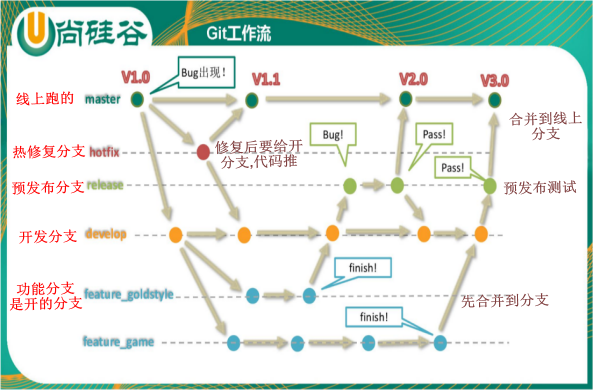 尚硅谷
Git工作流
V1.0
Bug出现！
V1.1
V2.0
V3.0
线上跑的 master
合并到线上
分支
热修复分支 hotfix
修复后要给开
分支,代码推
Bug!
Pass!
Pass!
预发布分支 release
预发布测试
开发分支 develop
finish!
功能分支
是开的分支
feature_goldstyle
先合并到分支
finish!
feature_game